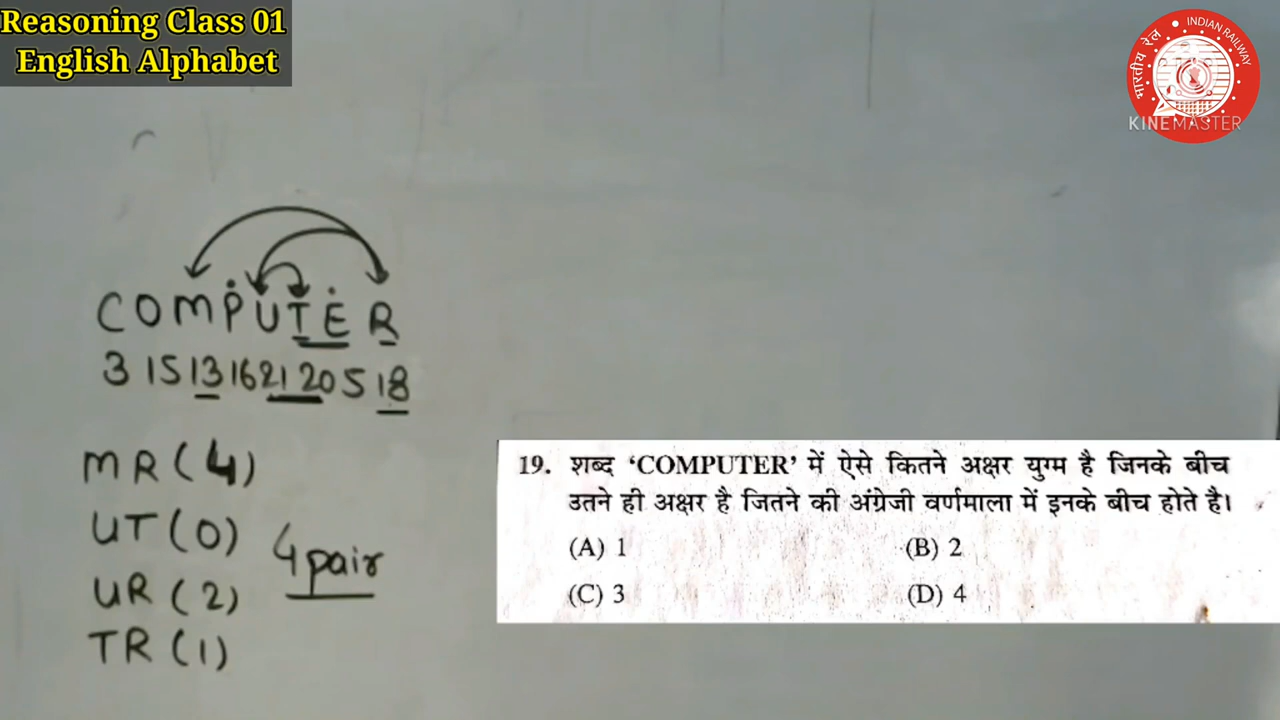 Reasoning Class 01
English Alphabet
भारतीय रेल
INDIAN RAILWAY
KINEMASTER
COMPUTER
3 15 13 16 21 20 5 18
MR (4)
UT (0)
4 pair
UR (2)
TR (1)
19. शब्द ‘COMPUTER’ में ऐसे कितने अक्षर युग्म है जिनके बीच
उतने ही अक्षर है जितने की अंग्रेजी वर्णमाला में इनके बीच होते है।
(A) 1 (B) 2
(C) 3 (D) 4